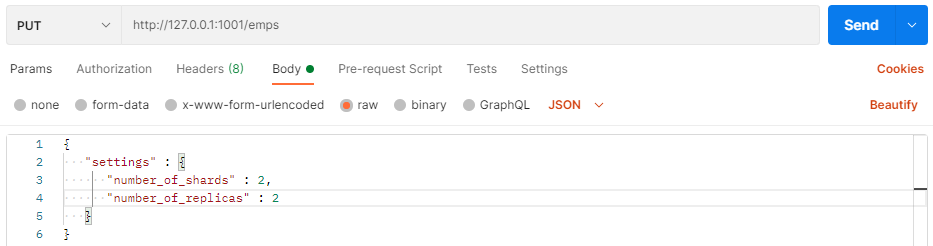 PUT http://127.0.0.1:1001/emps Send
Params Authorization Headers (8) Body Pre-request Script Tests Settings Cookies
none form-data x-www-form-urlencoded raw binary GraphQL JSON Beautify
1 {
2 "settings" : {
3 "number_of_shards" : 2,
4 "number_of_replicas" : 2
5 }
6 }